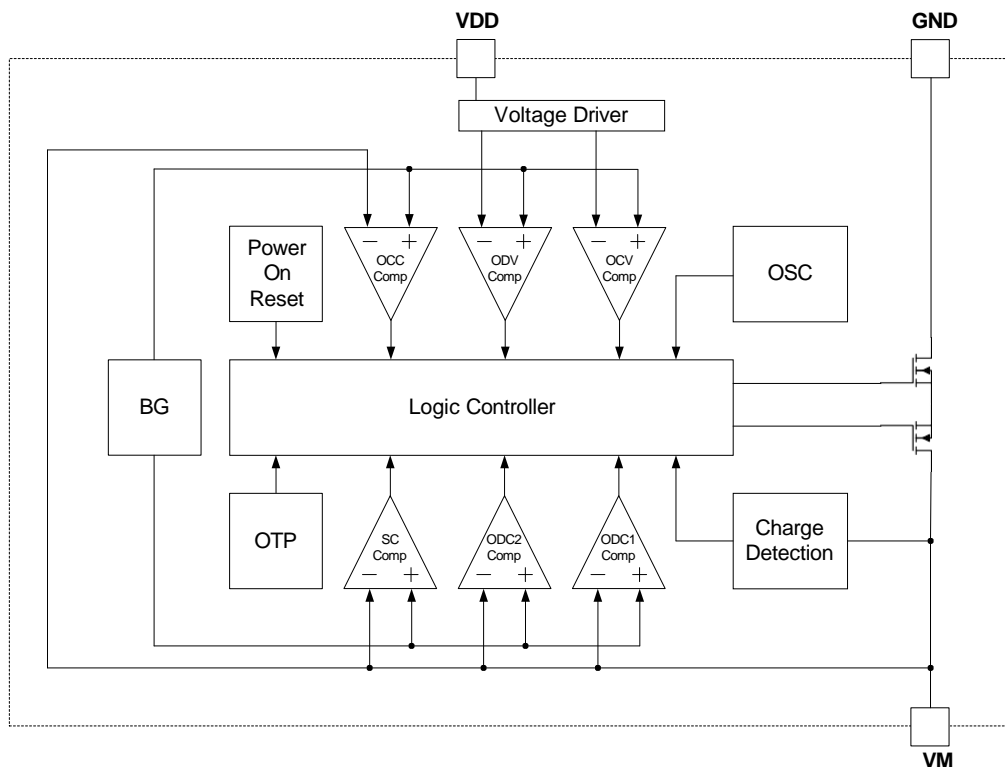 VDD
GND
Voltage Driver
Power
On
Reset
− +
OCC
Comp
− +
ODV
Comp
− +
OCV
Comp
OSC
BG
Logic Controller
OTP
SC
Comp
− +
ODC2
Comp
− +
ODC1
Comp
− +
Charge
Detection
VM